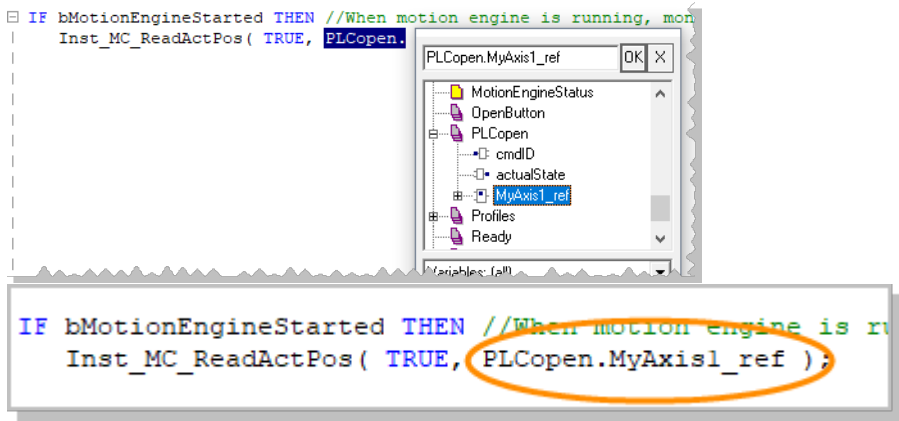 IF bMotionEngineStarted THEN //When motion engine is running, mon
Inst_MC_ReadActPos( TRUE, PLCopen.
PLCopen.MyAxis1_ref OK X
MotionEngineStatus
OpenButton
PLCopen
cmdID
actualState
MyAxis1_ref
Profiles
Ready
Variables: (all)
IF bMotionEngineStarted THEN //When motion engine is ru
Inst_MC_ReadActPos( TRUE, PLCopen.MyAxis1_ref );